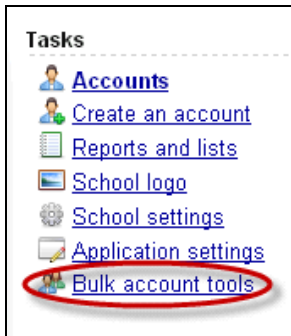 Tasks
Accounts
Create an account
Reports and lists
School logo
School settings
Application settings
Bulk account tools